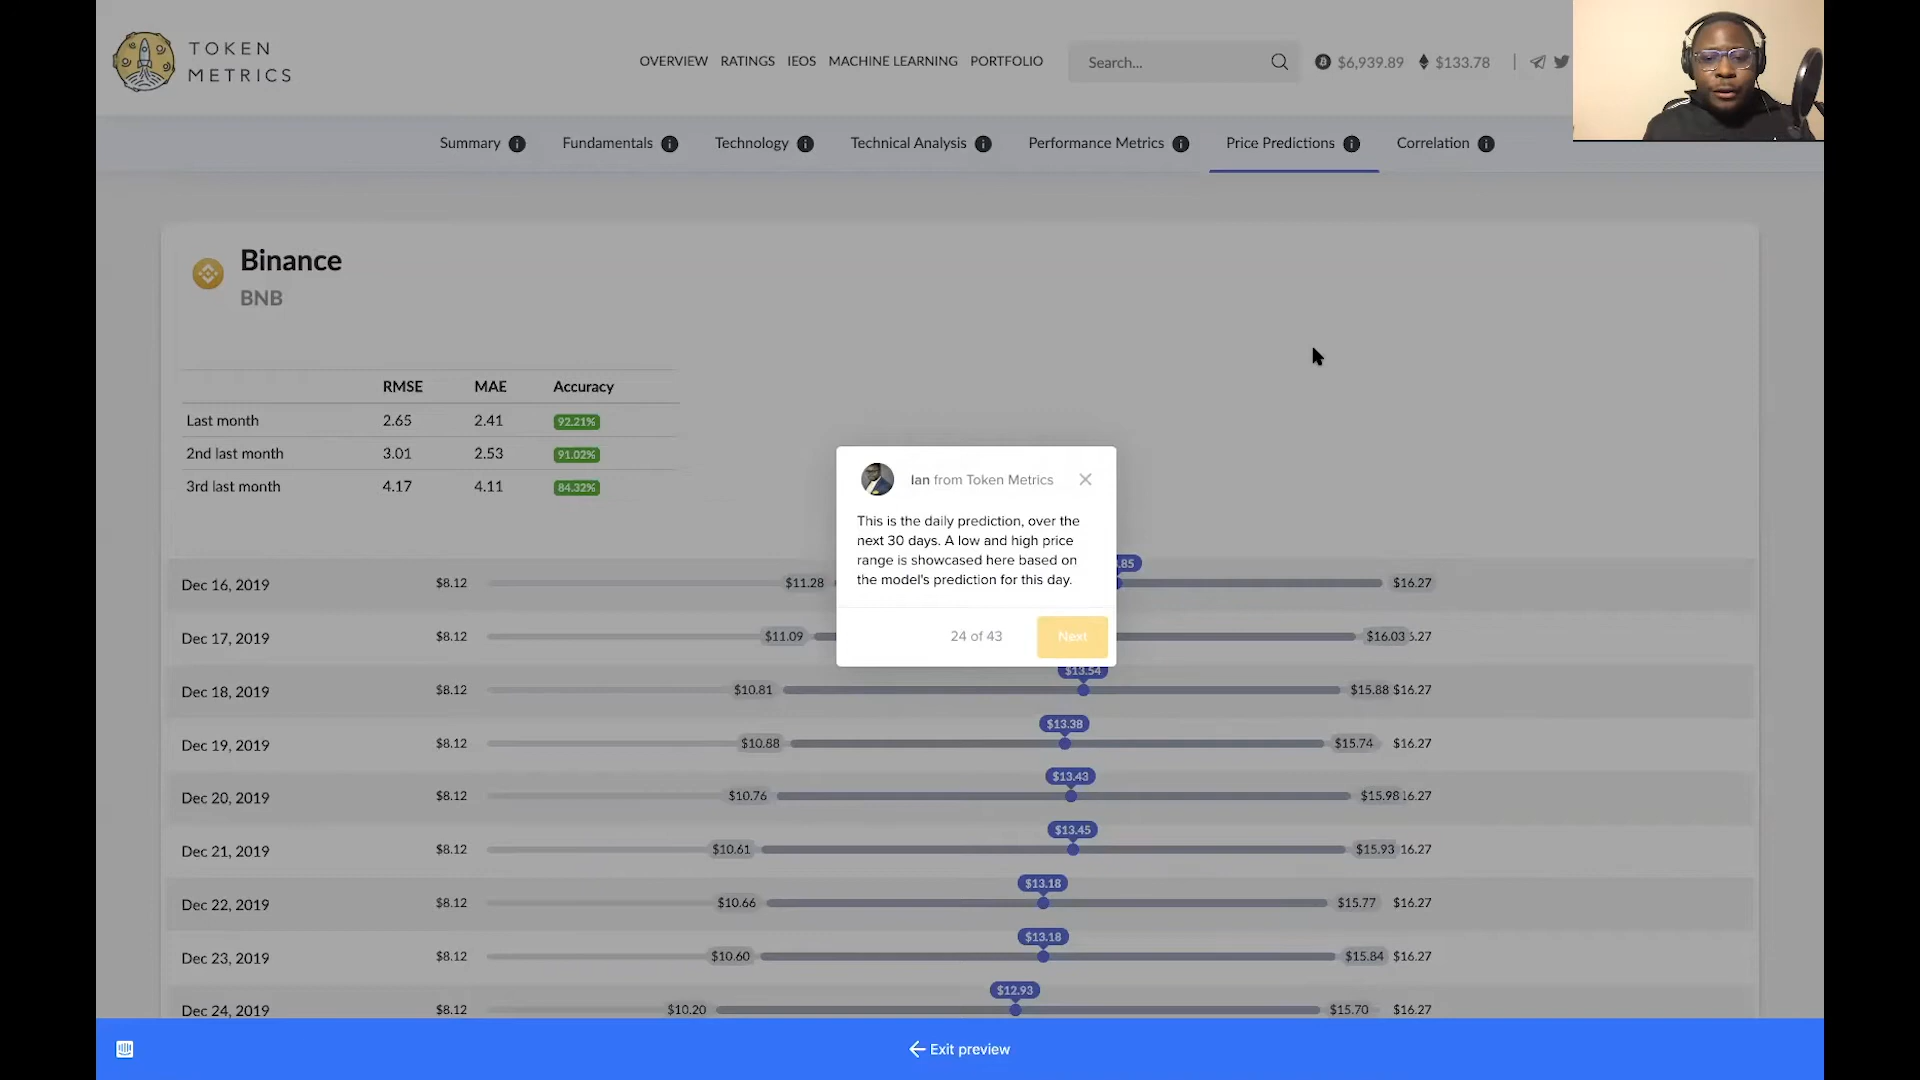 TOKEN
METRICS
OVERVIEW RATINGS IEOS MACHINE LEARNING PORTFOLIO
Search...
$6,939.89 $133.78
Summary Fundamentals Technology Technical Analysis Performance Metrics Price Predictions Correlation
Binance
BNB
RMSE MAE Accuracy
Last month 2.65 2.41 92.21%
2nd last month 3.01 2.53 91.02%
3rd last month 4.17 4.11 84.32%
Ian from Token Metrics
This is the daily prediction, over the
next 30 days. A low and high price
range is showcased here based on
the model's prediction for this day.
24 of 43 Next
.85
Dec 16, 2019 $8.12 $11.28 $16.27
Dec 17, 2019 $8.12 $11.09 $16.03 6.27
$13.54
Dec 18, 2019 $8.12 $10.81 $15.88 $16.27
$13.38
Dec 19, 2019 $8.12 $10.88 $15.74 $16.27
$13.43
Dec 20, 2019 $8.12 $10.76 $15.98 16.27
$13.45
Dec 21, 2019 $8.12 $10.61 $15.93 16.27
$13.18
Dec 22, 2019 $8.12 $10.66 $15.77 $16.27
$13.18
Dec 23, 2019 $8.12 $10.60 $15.84 $16.27
$12.93
Dec 24, 2019 $8.12 $10.20 $15.70 $16.27
Exit preview